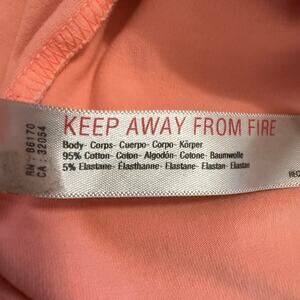 KEEP AWAY FROM FIRE
Body- Corps- Cuerpo- Corpo- Körper
95% Cotton- Coton- Algodón- Cotone- Baumwolle
5% Elastane- Élasthanne- Elastane- Elastan- Elastan
RN : 66170
CA : 32054